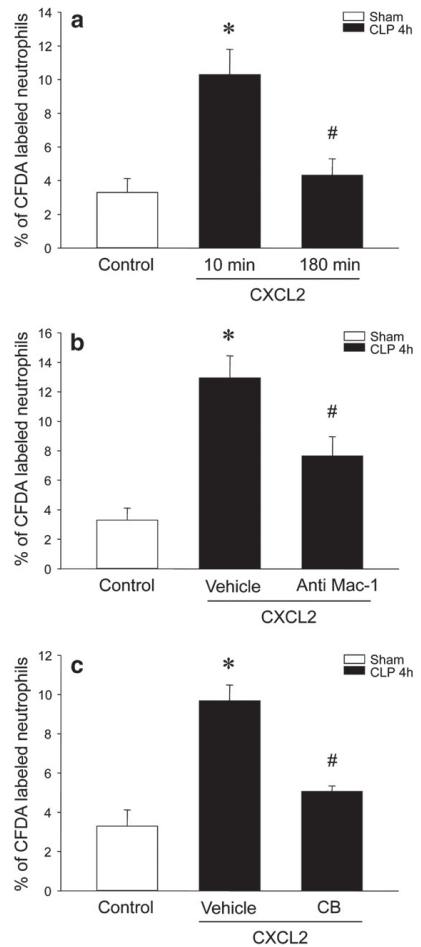 a
Sham
CLP 4h
% of CFDA labeled neutrophils
14
12
10
8
6
4
2
0
*
#
Control
10 min
180 min
CXCL2
b
Sham
CLP 4h
% of CFDA labeled neutrophils
16
14
12
10
8
6
4
2
0
*
#
Control
Vehicle
Anti Mac-1
CXCL2
c
Sham
CLP 4h
% of CFDA labeled neutrophils
12
10
8
6
4
2
0
*
#
Control
Vehicle
CB
CXCL2